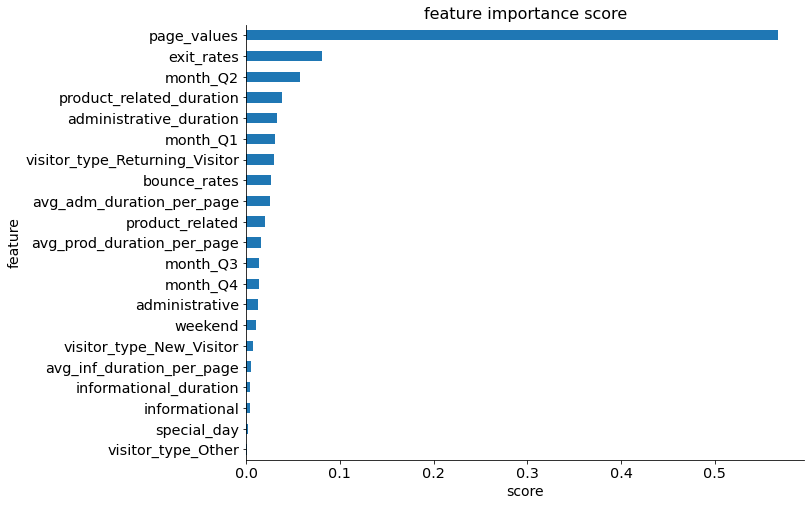 feature importance score
page_values
exit_rates
month_Q2
product_related_duration
administrative_duration
month_Q1
visitor_type_Returning_Visitor
bounce_rates
avg_adm_duration_per_page
product_related
avg_prod_duration_per_page
month_Q3
month_Q4
administrative
weekend
visitor_type_New_Visitor
avg_inf_duration_per_page
informational_duration
informational
special_day
visitor_type_Other
feature
0.0 0.1 0.2 0.3 0.4 0.5
score